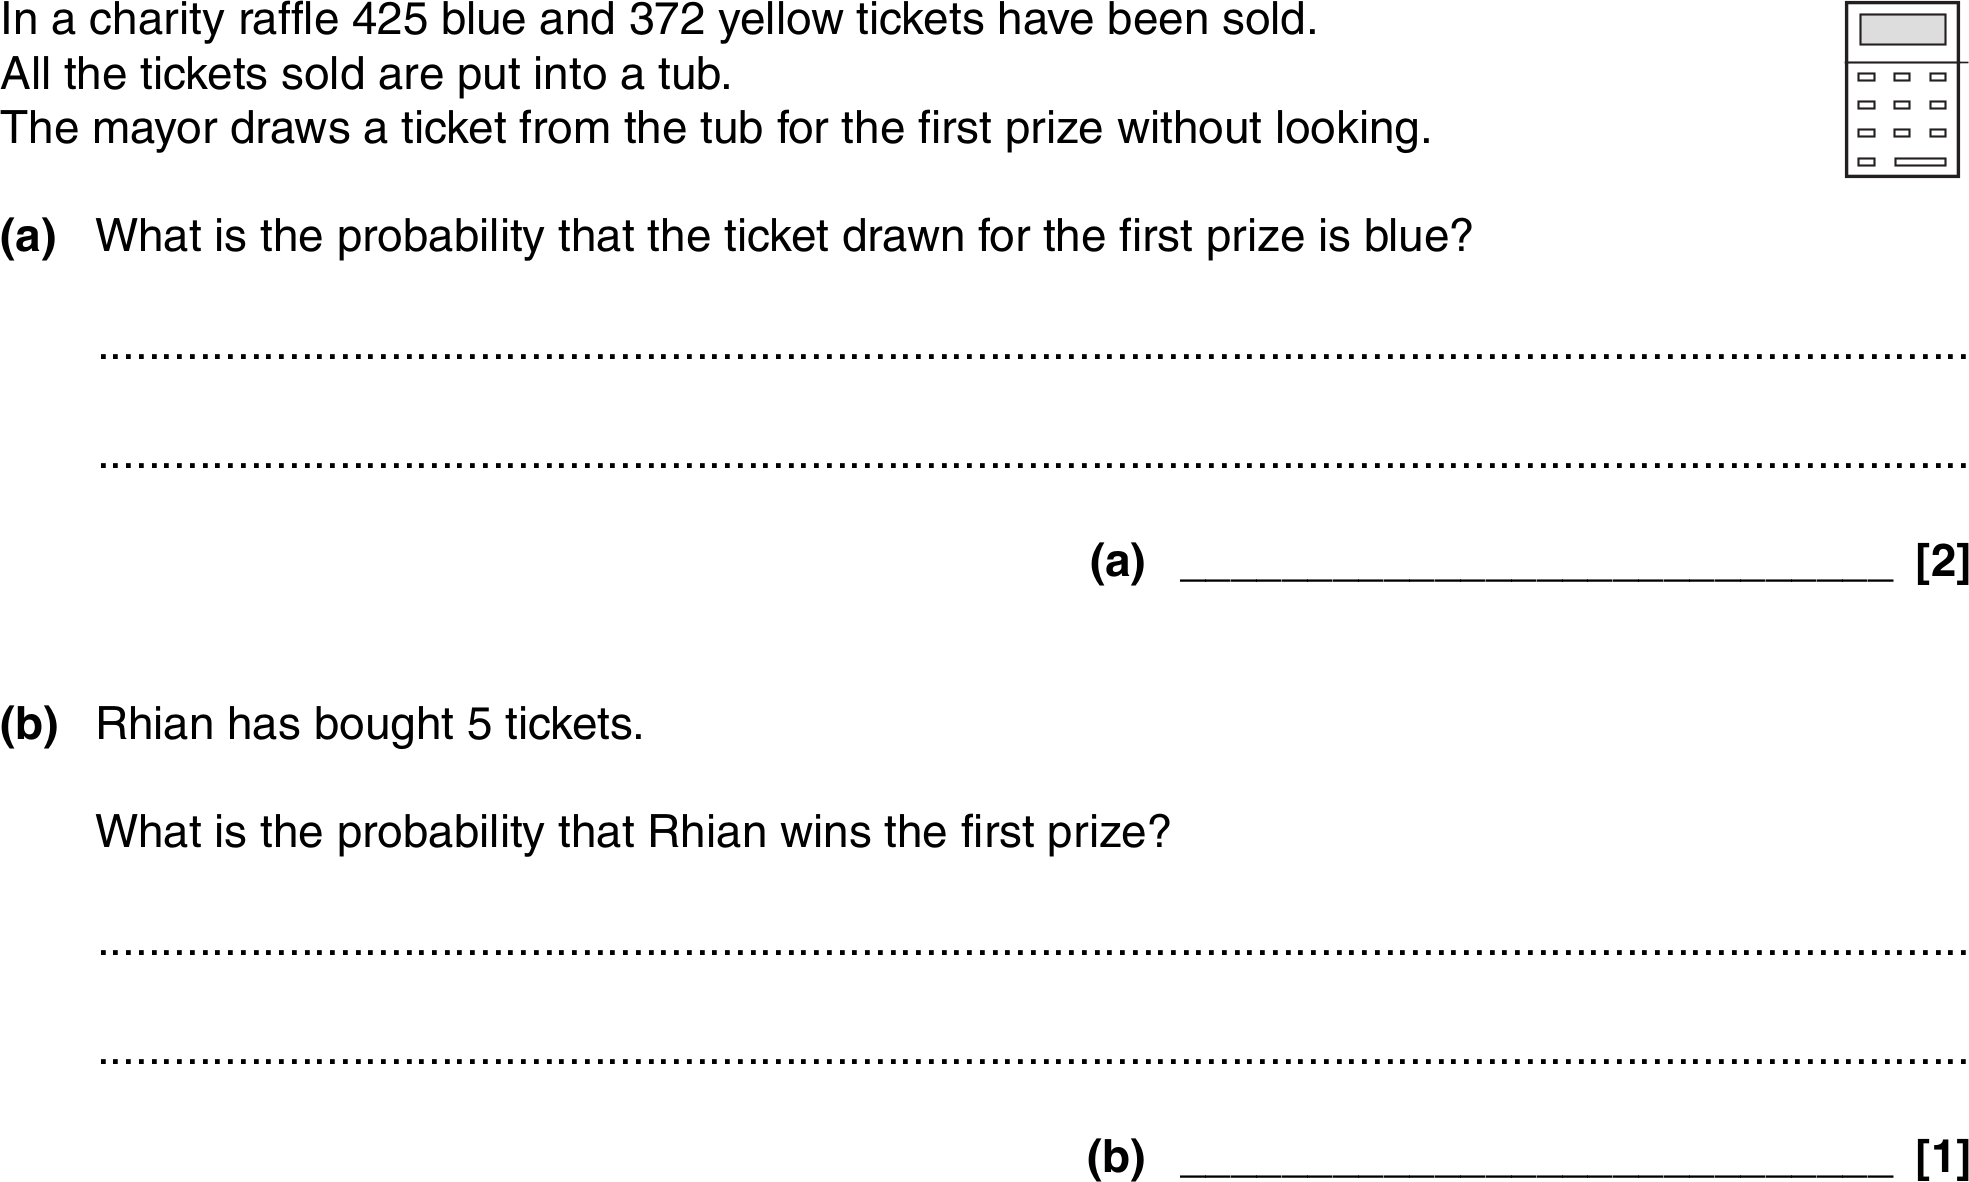 In a charity raffle 425 blue and 372 yellow tickets have been sold.
All the tickets sold are put into a tub.
The mayor draws a ticket from the tub for the first prize without looking.
(a) What is the probability that the ticket drawn for the first prize is blue?
(a) ____________________________ [2]
(b) Rhian has bought 5 tickets.
What is the probability that Rhian wins the first prize?
(b) ____________________________ [1]